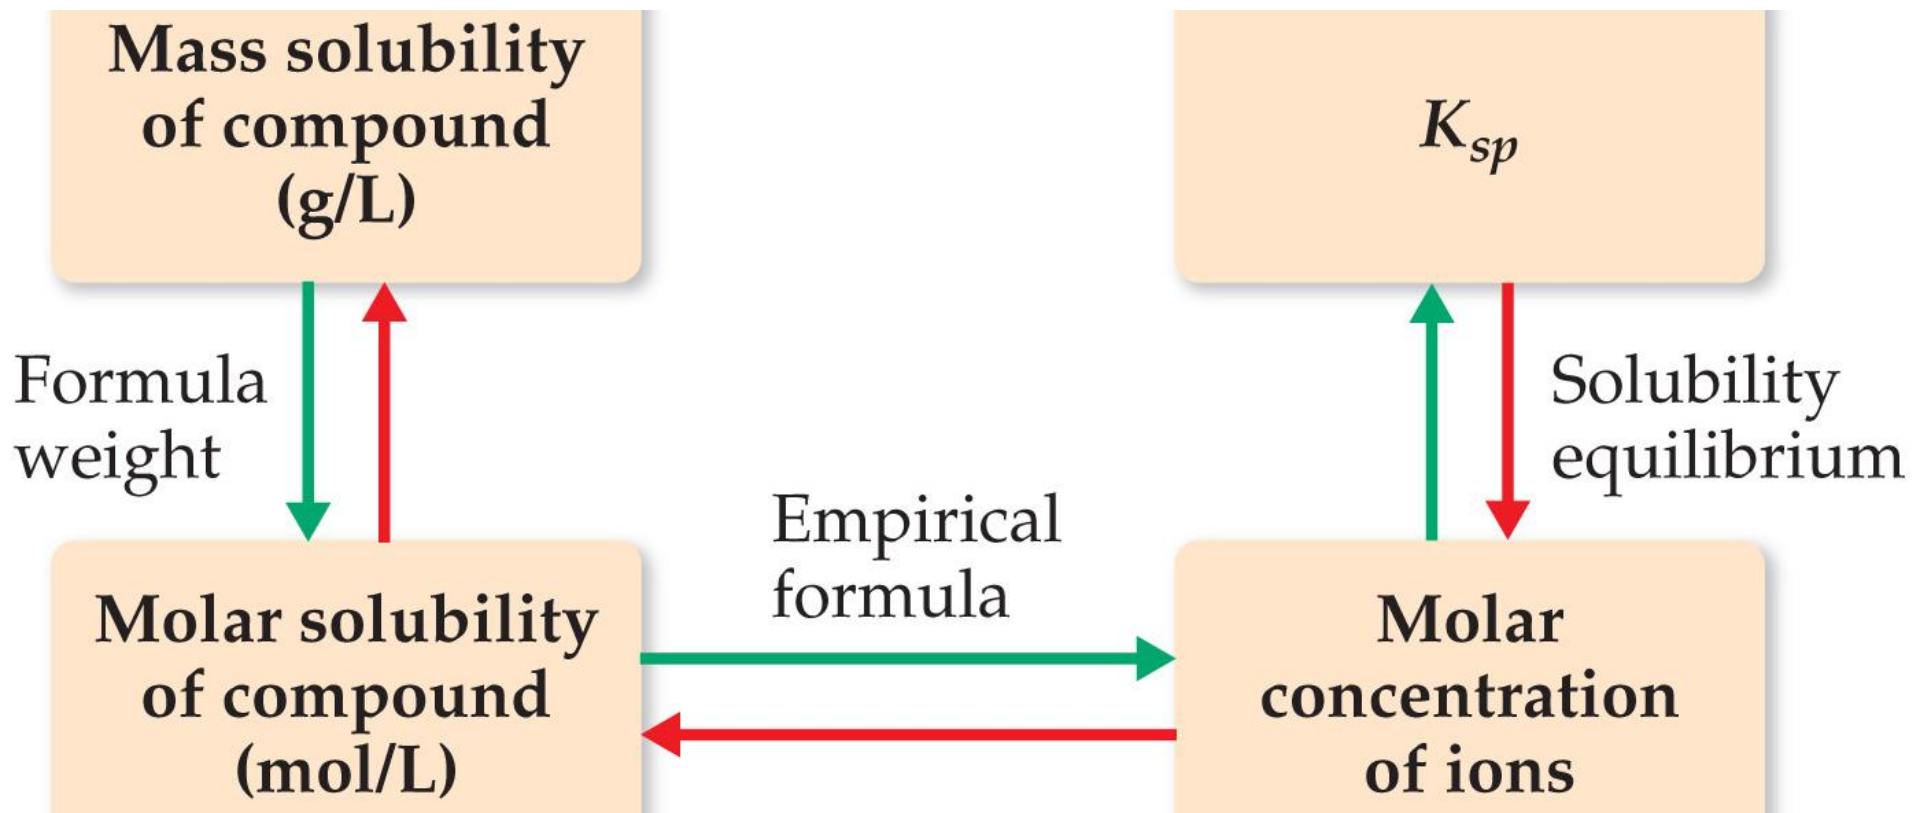 Mass solubility
of compound
(g/L)
K_sp
Formula
weight
Solubility
equilibrium
Empirical
formula
Molar solubility
of compound
(mol/L)
Molar
concentration
of ions